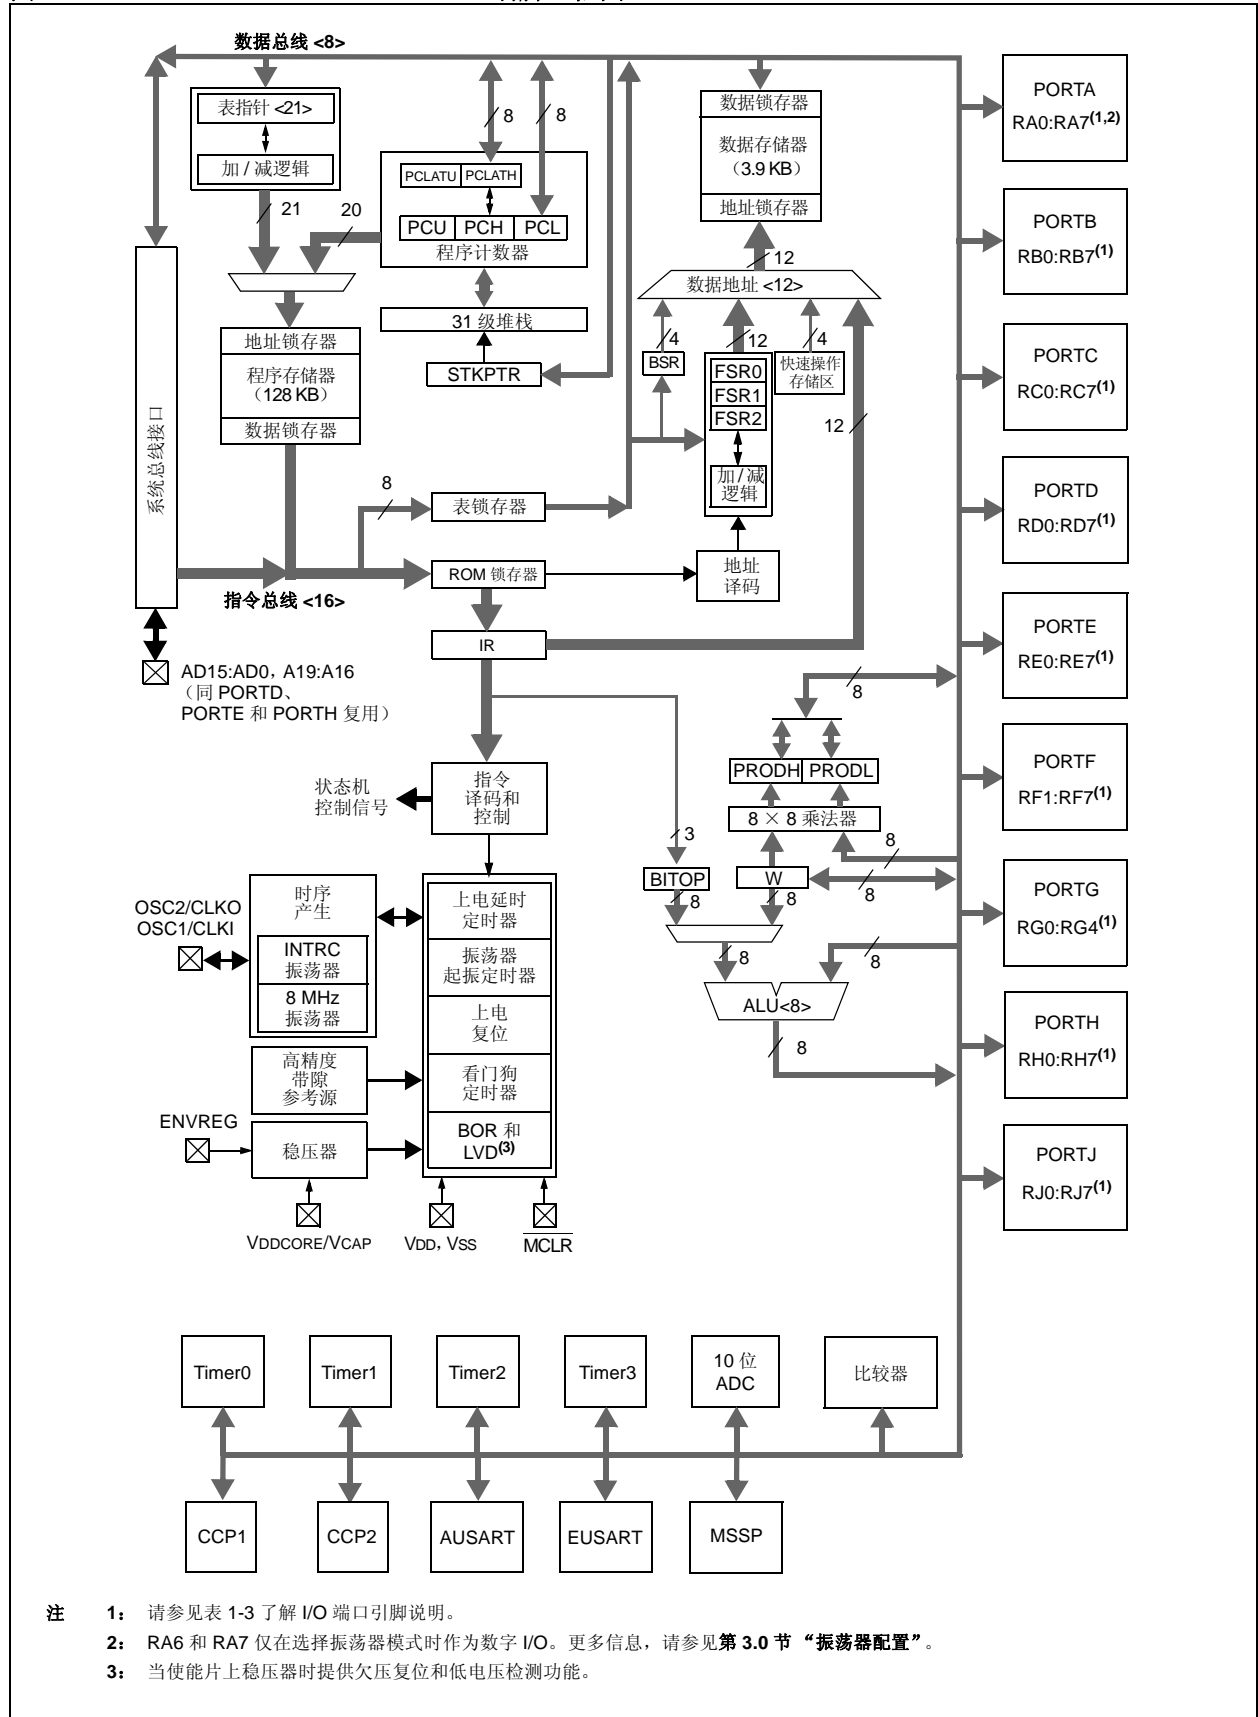 数据总线 <8>
表指针 <21>
加 / 减逻辑
21
20
8
8
PCLATU
PCLATH
PCU
PCH
PCL
程序计数器
31 级堆栈
STKPTR
地址锁存器
程序存储器
（128 KB）
数据锁存器
系统总线接口
数据锁存器
数据存储器
（3.9 KB）
地址锁存器
12
数据地址 <12>
4
12
4
BSR
FSR0
FSR1
FSR2
快速操作
存储区
12
加 / 减
逻辑
8
表锁存器
ROM 锁存器
地址
译码
指令总线 <16>
IR
AD15:AD0，A19:A16
（同 PORTD、
PORTE 和 PORTH 复用）
8
PRODH
PRODL
状态机
控制信号
指令
译码和
控制
8 × 8 乘法器
3
8
BITOP
W
8
8
8
8
8
ALU<8>
8
OSC2/CLKO
OSC1/CLKI
时序
产生
INTRC
振荡器
8 MHz
振荡器
上电延时
定时器
振荡器
起振定时器
上电
复位
看门狗
定时器
BOR 和
LVD(3)
高精度
带隙
参考源
ENVREG
稳压器
VDDCORE/VCAP
VDD，VSS
MCLR
PORTA
RA0:RA7(1,2)
PORTB
RB0:RB7(1)
PORTC
RC0:RC7(1)
PORTD
RD0:RD7(1)
PORTE
RE0:RE7(1)
PORTF
RF1:RF7(1)
PORTG
RG0:RG4(1)
PORTH
RH0:RH7(1)
PORTJ
RJ0:RJ7(1)
Timer0
Timer1
Timer2
Timer3
10 位
ADC
比较器
CCP1
CCP2
AUSART
EUSART
MSSP
注 1： 请参见表 1-3 了解 I/O 端口引脚说明。
2： RA6 和 RA7 仅在选择振荡器模式时作为数字 I/O。更多信息，请参见第 3.0 节 “振荡器配置”。
3： 当使能片上稳压器时提供欠压复位和低电压检测功能。